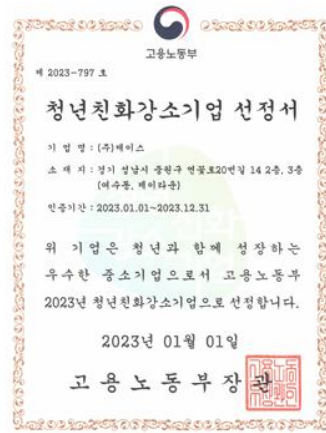 고용노동부
제 2023-797 호
청년친화강소기업 선정서
기 업 명 : (주)케이스
소 재 지 : 경기 성남시 중원구 연꽃로20번길 14 2층, 3층
(여수동, 케이타운)
인증기간 : 2023.01.01~2023.12.31
위 기업은 청년과 함께 성장하는
우수한 중소기업으로서 고용노동부
2023년 청년친화강소기업으로 선정합니다.
2023년 01월 01일
고용노동부장관